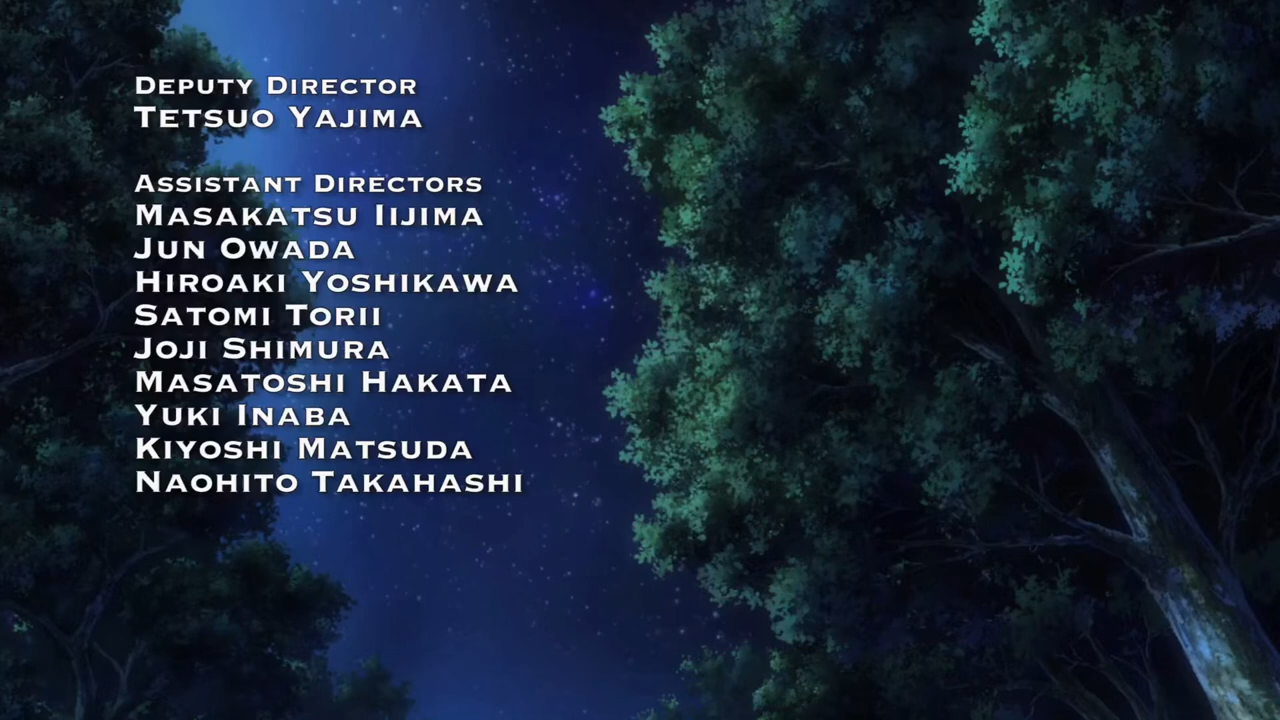 Deputy Director
Tetsuo Yajima
Assistant Directors
Masakatsu Iijima
Jun Owada
Hiroaki Yoshikawa
Satomi Torii
Joji Shimura
Masatoshi Hakata
Yuki Inaba
Kiyoshi Matsuda
Naohito Takahashi